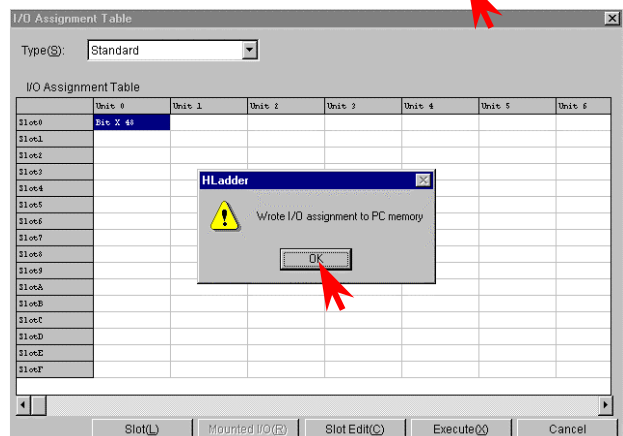 I/O Assignment Table
Type(S): Standard
I/O Assignment Table
Unit 0 Unit 1 Unit 2 Unit 3 Unit 4 Unit 5 Unit 6
Slot0 Bit X 48
Slot1
Slot2
Slot3
Slot4
Slot5
Slot6
Slot7
Slot8
Slot9
SlotA
SlotB
SlotC
SlotD
SlotE
SlotF
HLadder
Wrote I/O assignment to PC memory
OK
Slot(L) Mounted I/O(R) Slot Edit(C) Execute(X) Cancel